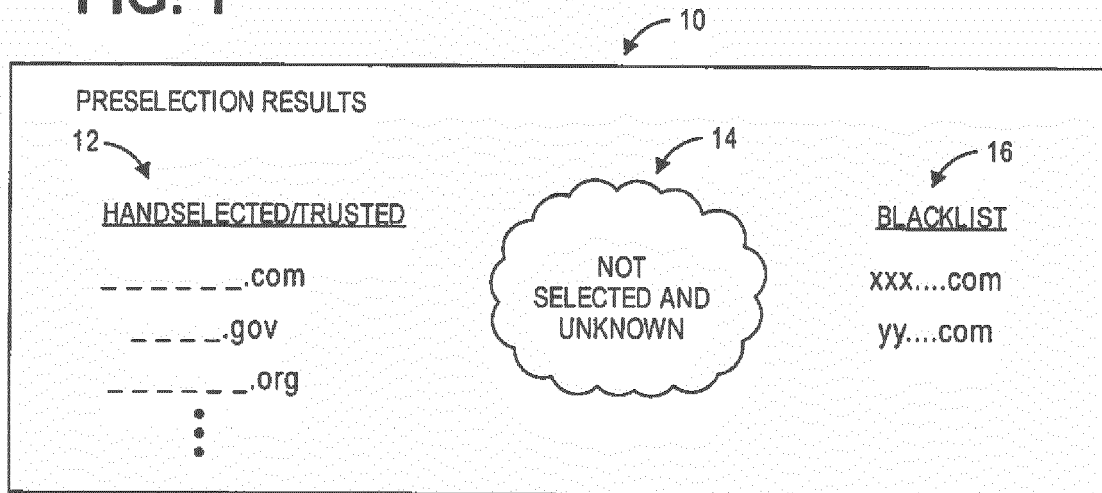 FIG. 1
10
PRESELECTION RESULTS
12
14
16
HANDSELECTED/TRUSTED
BLACKLIST
_ _ _ _ _ _ _.com
_ _ _ _.gov
_ _ _ _ _ _ _.org
NOT
SELECTED AND
UNKNOWN
xxx....com
yy....com